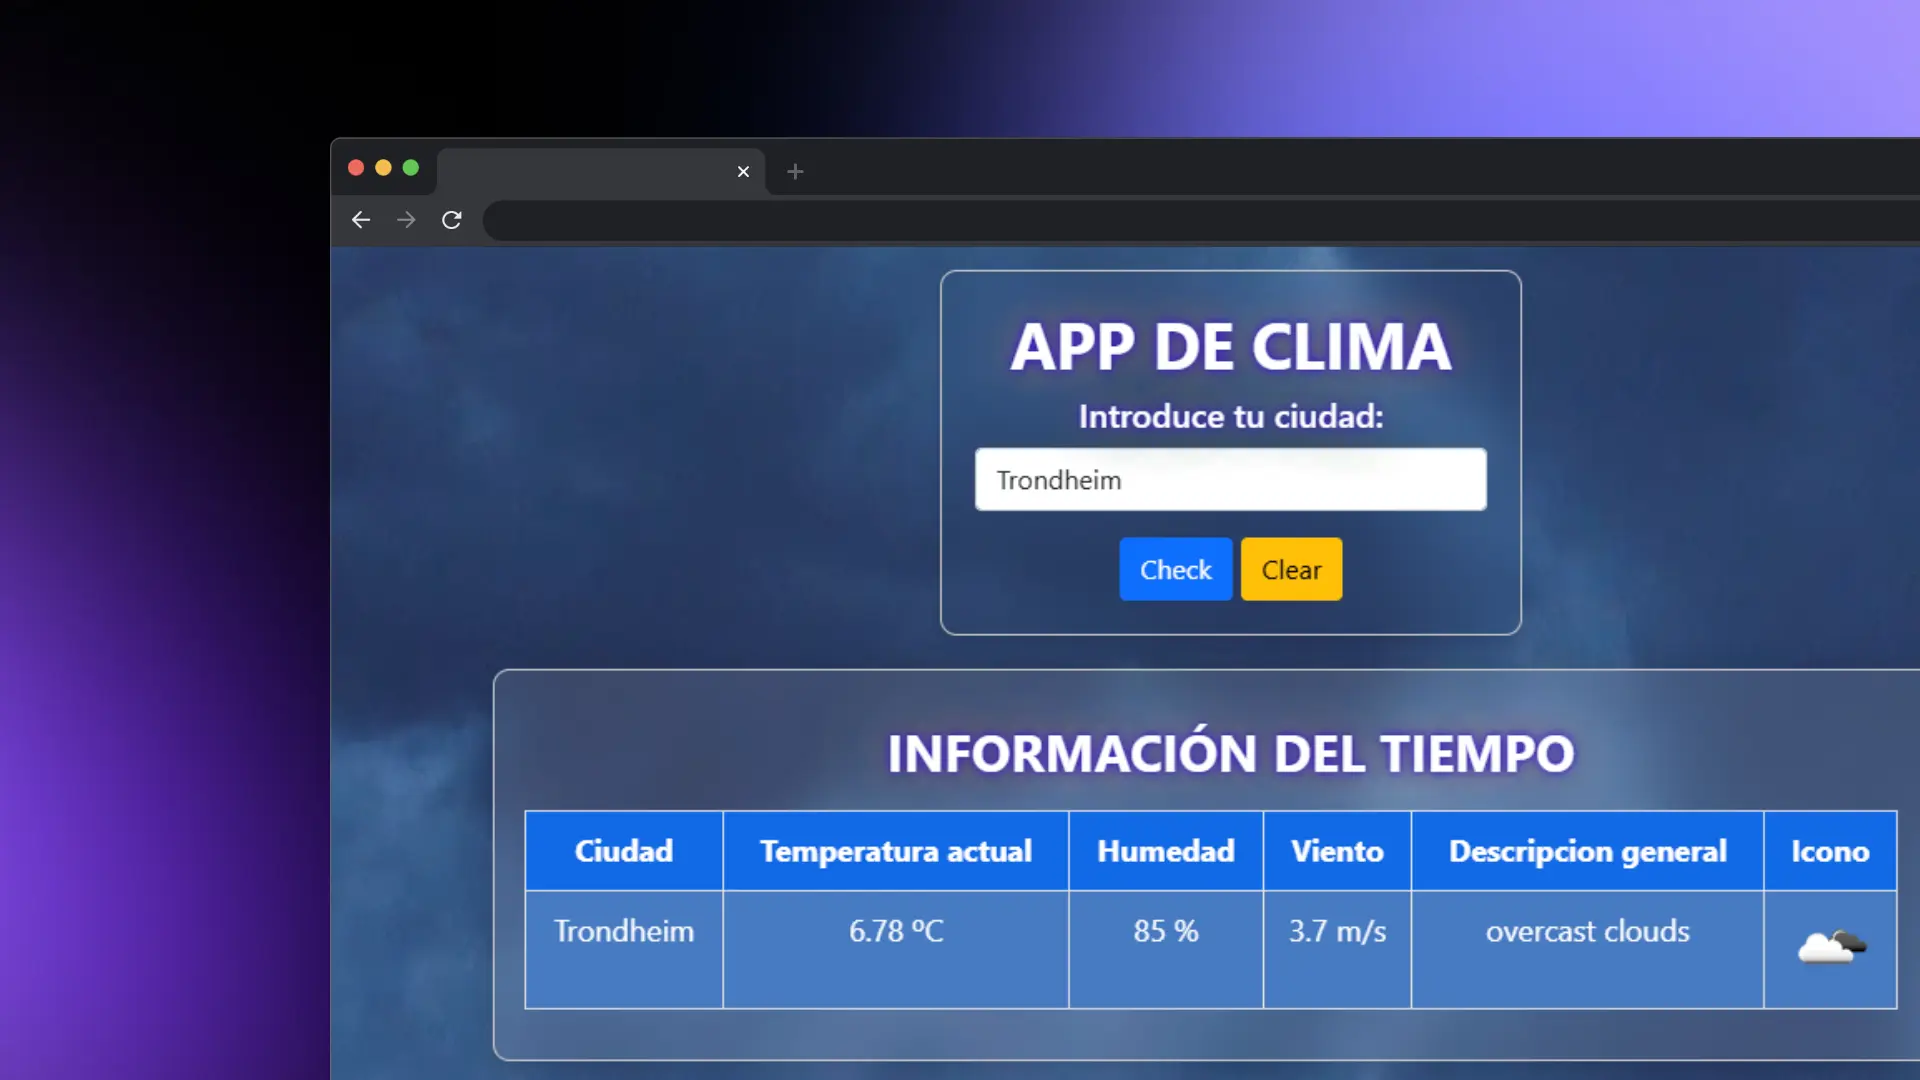 APP DE CLIMA
Introduce tu ciudad:
Trondheim
Check Clear
INFORMACIÓN DEL TIEMPO
Ciudad Temperatura actual Humedad Viento Descripcion general Icono
Trondheim 6.78 ºC 85 % 3.7 m/s overcast clouds